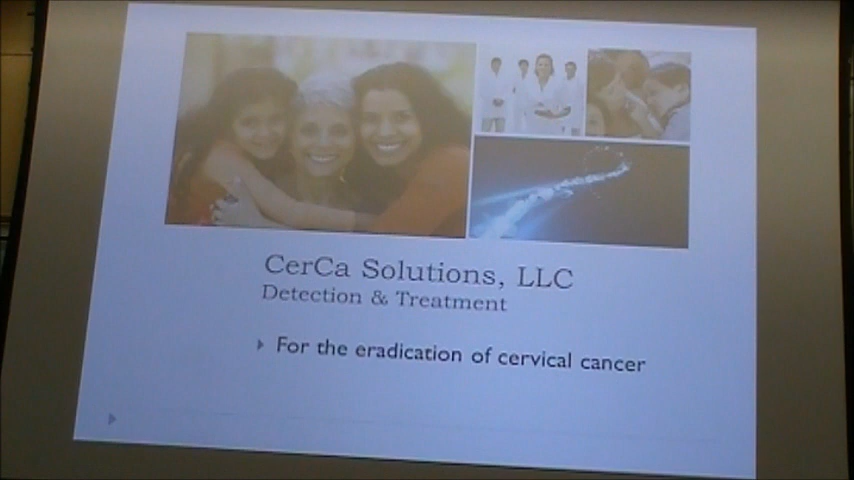 CerCa Solutions, LLC
Detection & Treatment
For the eradication of cervical cancer